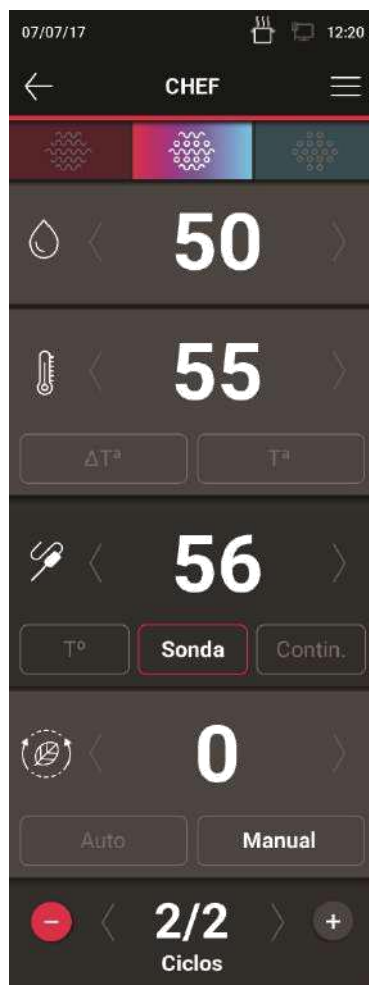 07/07/17 12:20
CHEF
50
55
ΔTª Tª
56
Tº Sonda Contin.
0
Auto Manual
2/2
Ciclos